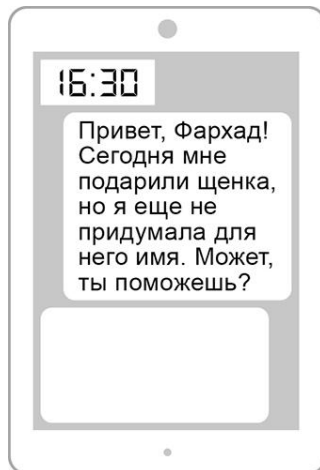 16:30
Привет, Фархад!
Сегодня мне
подарили щенка,
но я еще не
придумала для
него имя. Может,
ты поможешь?